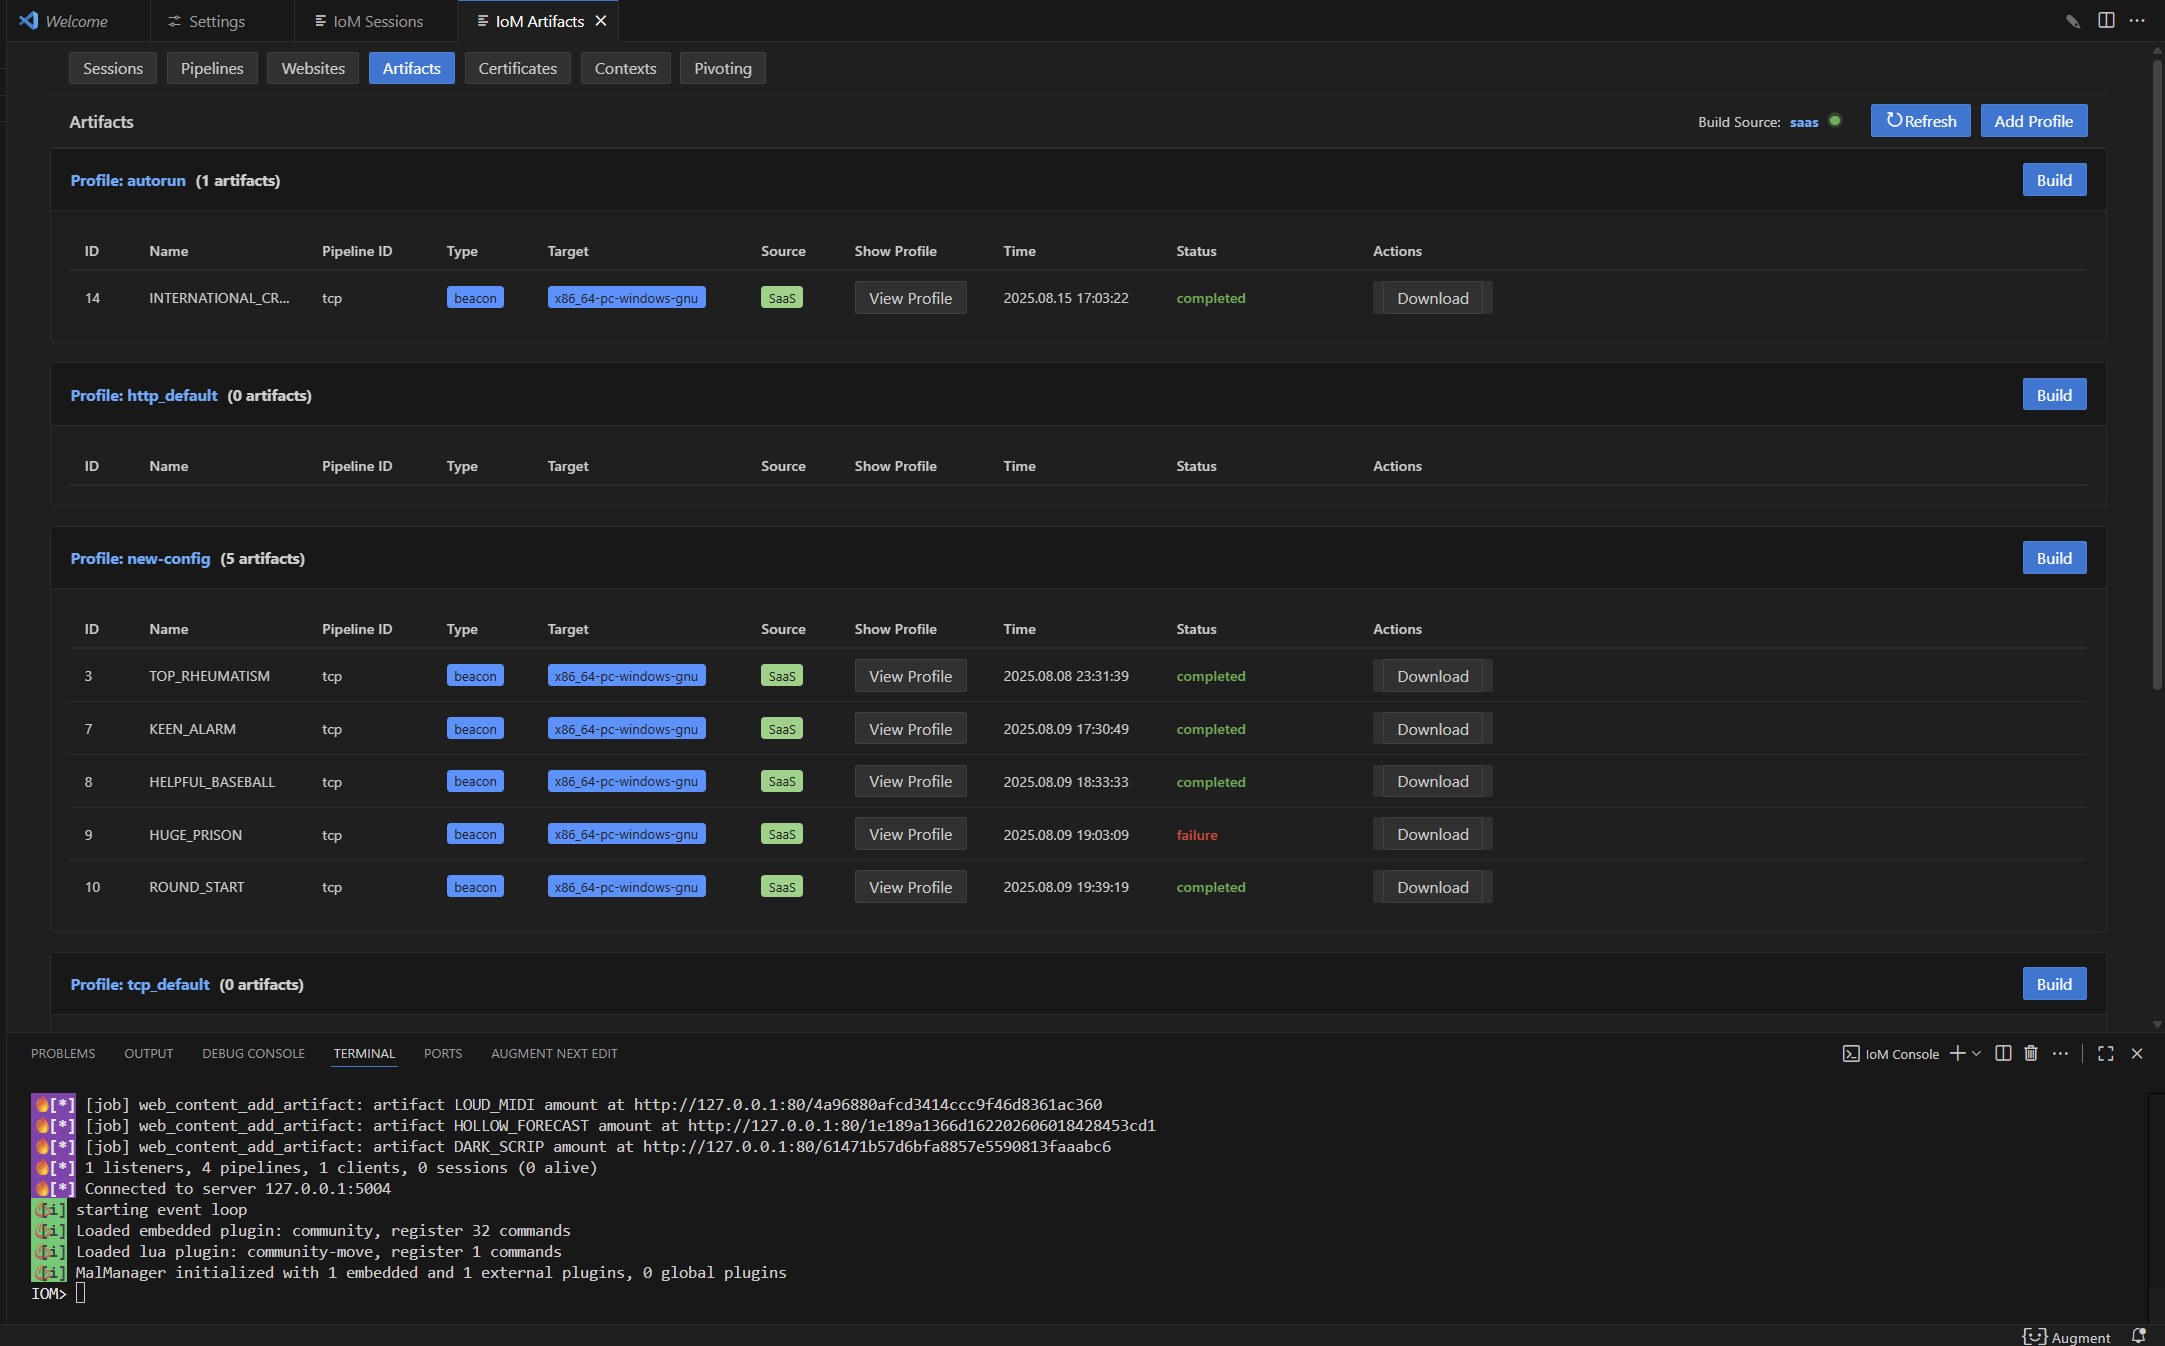 Welcome Settings IoM Sessions IoM Artifacts
Sessions Pipelines Websites Artifacts Certificates Contexts Pivoting
Artifacts Build Source: saas Refresh Add Profile
Profile: autorun (1 artifacts) Build
ID Name Pipeline ID Type Target Source Show Profile Time Status Actions
14 INTERNATIONAL_CR... tcp beacon x86_64-pc-windows-gnu SaaS View Profile 2025.08.15 17:03:22 completed Download
Profile: http_default (0 artifacts) Build
ID Name Pipeline ID Type Target Source Show Profile Time Status Actions
Profile: new-config (5 artifacts) Build
ID Name Pipeline ID Type Target Source Show Profile Time Status Actions
3 TOP_RHEUMATISM tcp beacon x86_64-pc-windows-gnu SaaS View Profile 2025.08.08 23:31:39 completed Download
7 KEEN_ALARM tcp beacon x86_64-pc-windows-gnu SaaS View Profile 2025.08.09 17:30:49 completed Download
8 HELPFUL_BASEBALL tcp beacon x86_64-pc-windows-gnu SaaS View Profile 2025.08.09 18:33:33 completed Download
9 HUGE_PRISON tcp beacon x86_64-pc-windows-gnu SaaS View Profile 2025.08.09 19:03:09 failure Download
10 ROUND_START tcp beacon x86_64-pc-windows-gnu SaaS View Profile 2025.08.09 19:39:19 completed Download
Profile: tcp_default (0 artifacts) Build
PROBLEMS OUTPUT DEBUG CONSOLE TERMINAL PORTS AUGMENT NEXT EDIT IoM Console
[*] [job] web_content_add_artifact: artifact LOUD_MIDI amount at http://127.0.0.1:80/4a96880afcd3414ccc9f46d8361ac360
[*] [job] web_content_add_artifact: artifact HOLLOW_FORECAST amount at http://127.0.0.1:80/1e189a1366d162202606018428453cd1
[*] [job] web_content_add_artifact: artifact DARK_SCRIP amount at http://127.0.0.1:80/61471b57d6bfa8857e5590813faaabc6
[*] 1 listeners, 4 pipelines, 1 clients, 0 sessions (0 alive)
[*] Connected to server 127.0.0.1:5004
[i] starting event loop
[i] Loaded embedded plugin: community, register 32 commands
[i] Loaded lua plugin: community-move, register 1 commands
[i] MalManager initialized with 1 embedded and 1 external plugins, 0 global plugins
IOM>
Augment